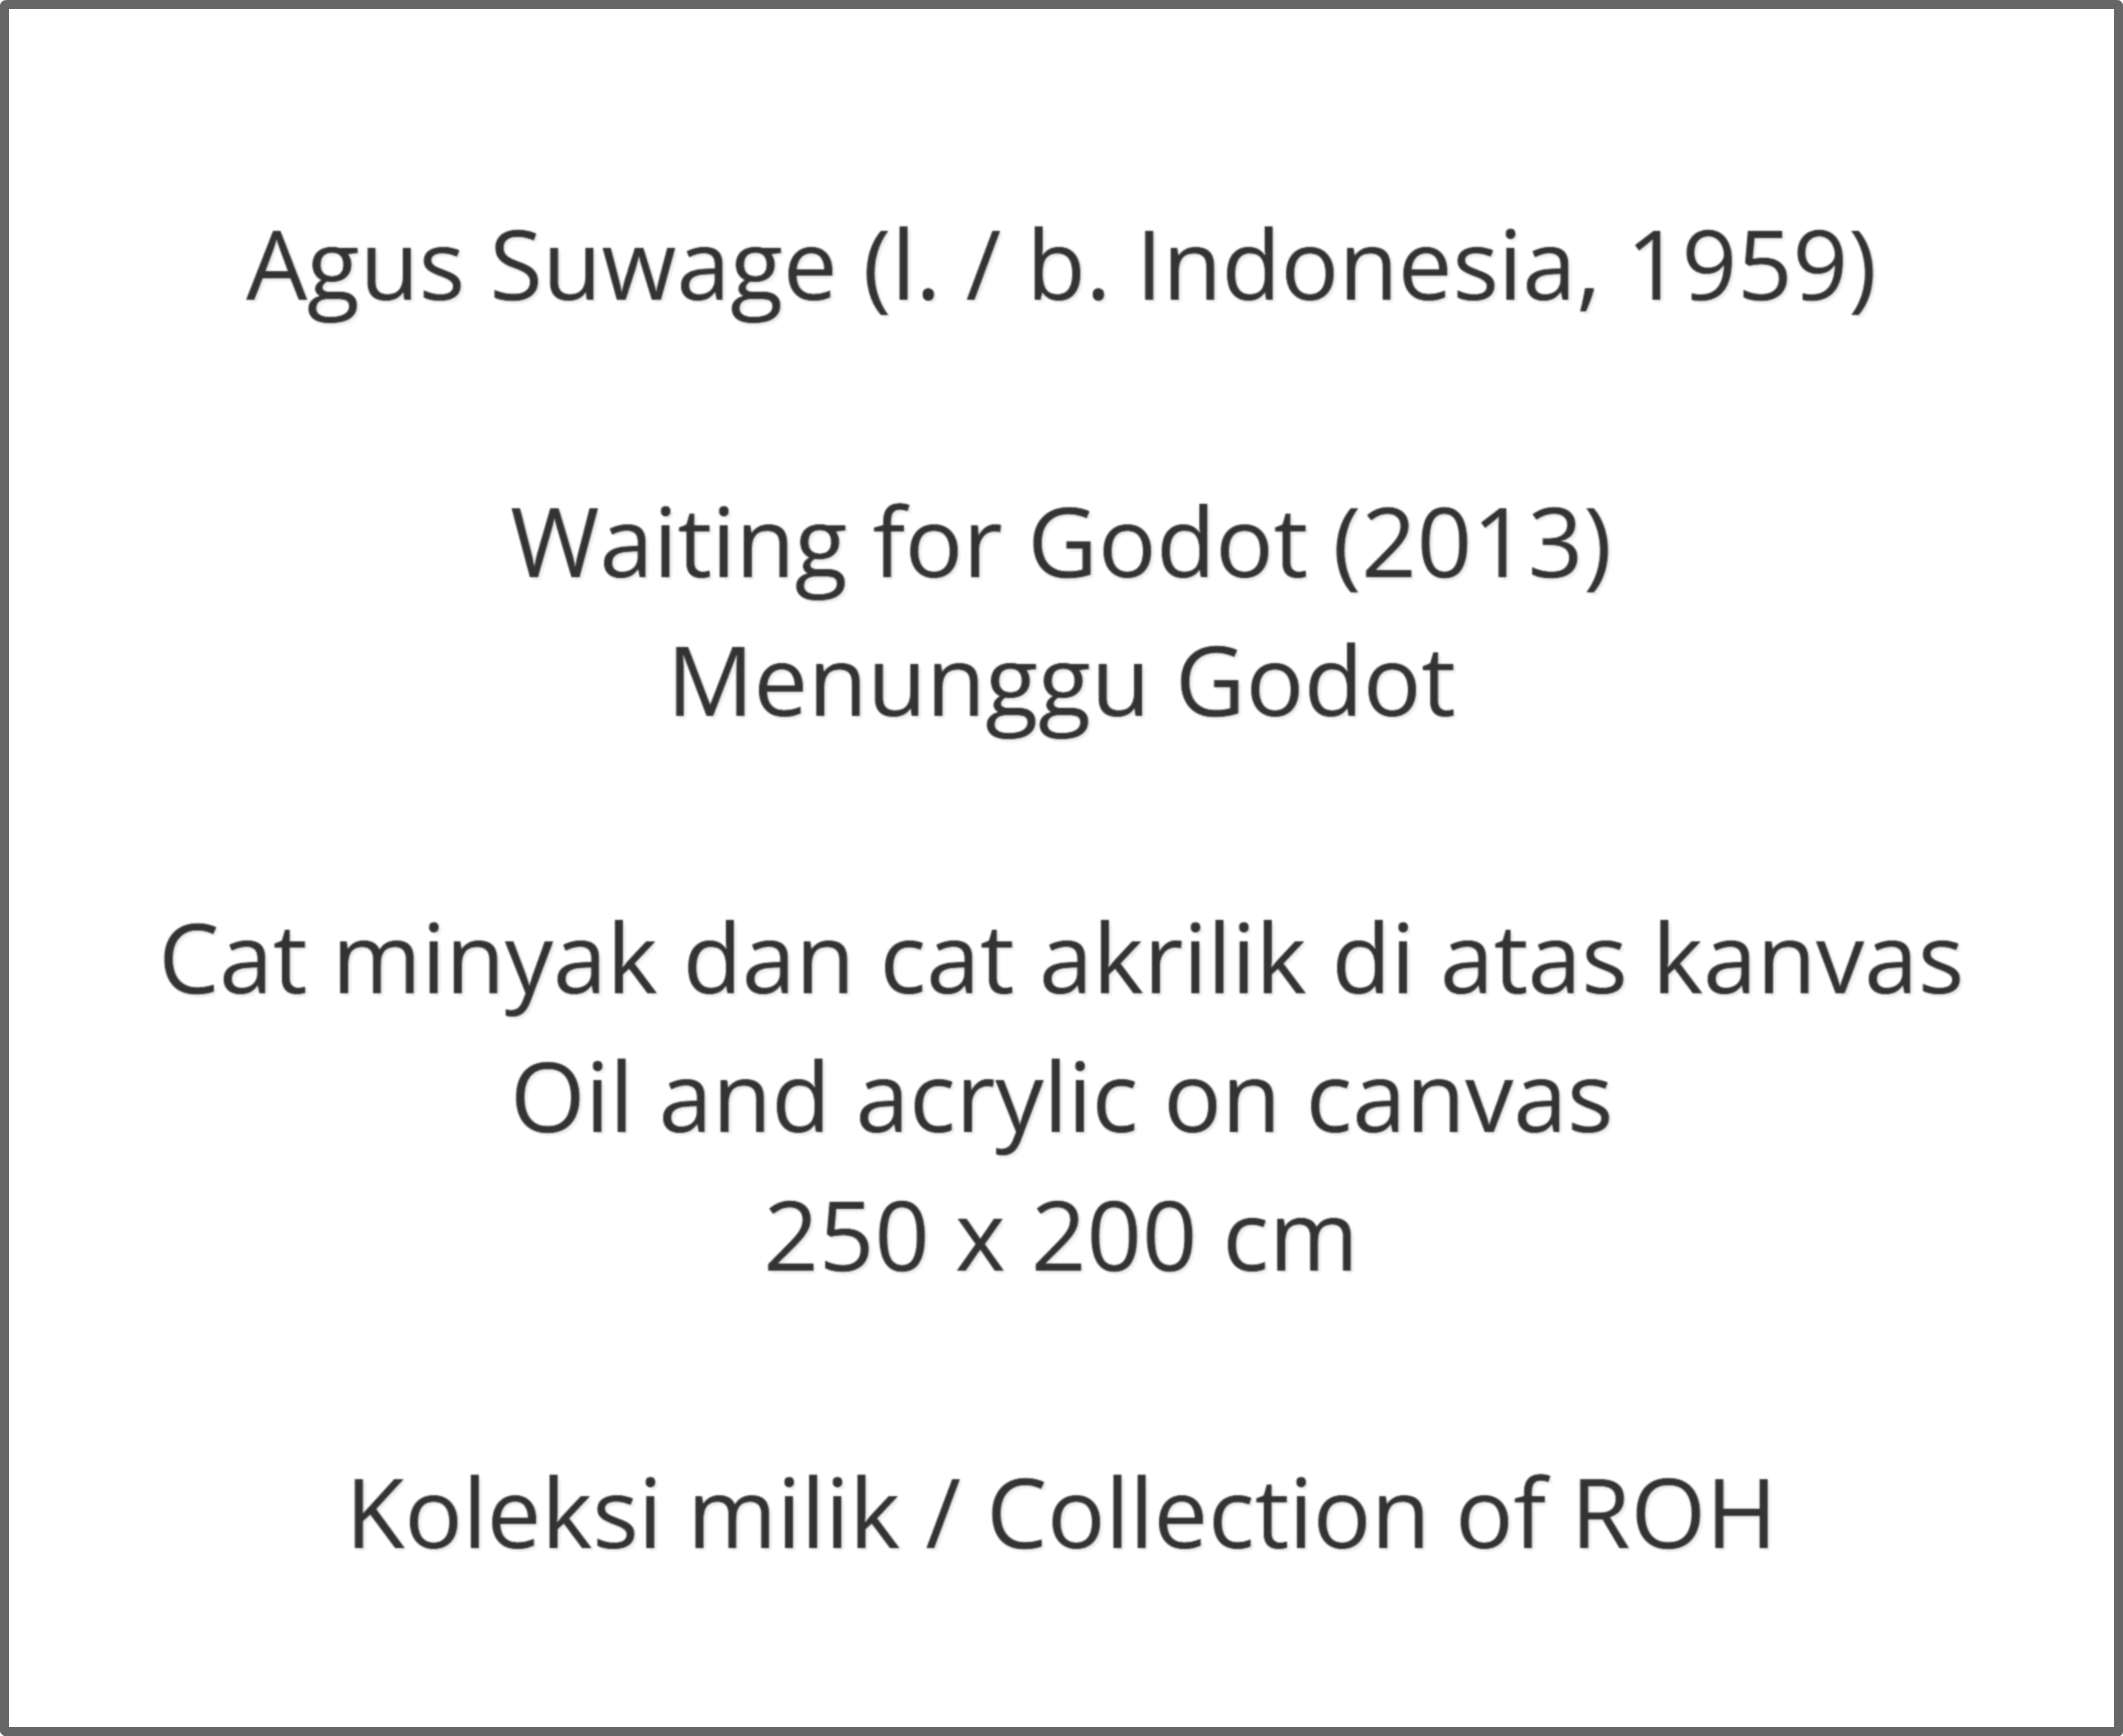 Agus Suwage (l. / b. Indonesia, 1959)
Waiting for Godot (2013)
Menunggu Godot
Cat minyak dan cat akrilik di atas kanvas
Oil and acrylic on canvas
250 x 200 cm
Koleksi milik / Collection of ROH